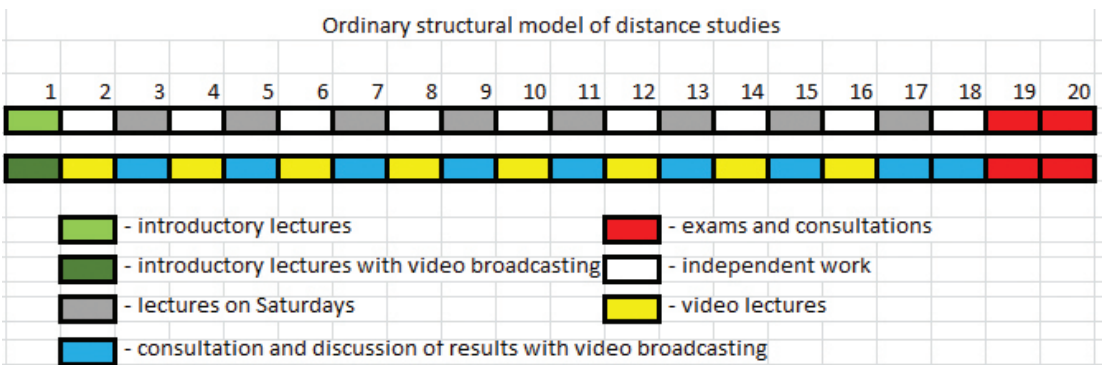 Ordinary structural model of distance studies
1 2 3 4 5 6 7 8 9 10 11 12 13 14 15 16 17 18 19 20
- introductory lectures - exams and consultations
- introductory lectures with video broadcasting - independent work
- lectures on Saturdays - video lectures
- consultation and discussion of results with video broadcasting